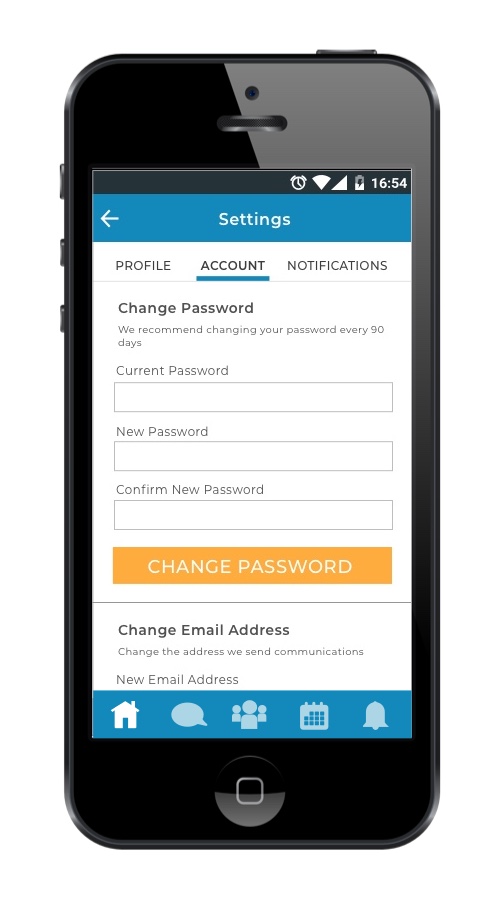 16:54
Settings
PROFILE ACCOUNT NOTIFICATIONS
Change Password
We recommend changing your password every 90
days
Current Password
New Password
Confirm New Password
CHANGE PASSWORD
Change Email Address
Change the address we send communications
New Email Address